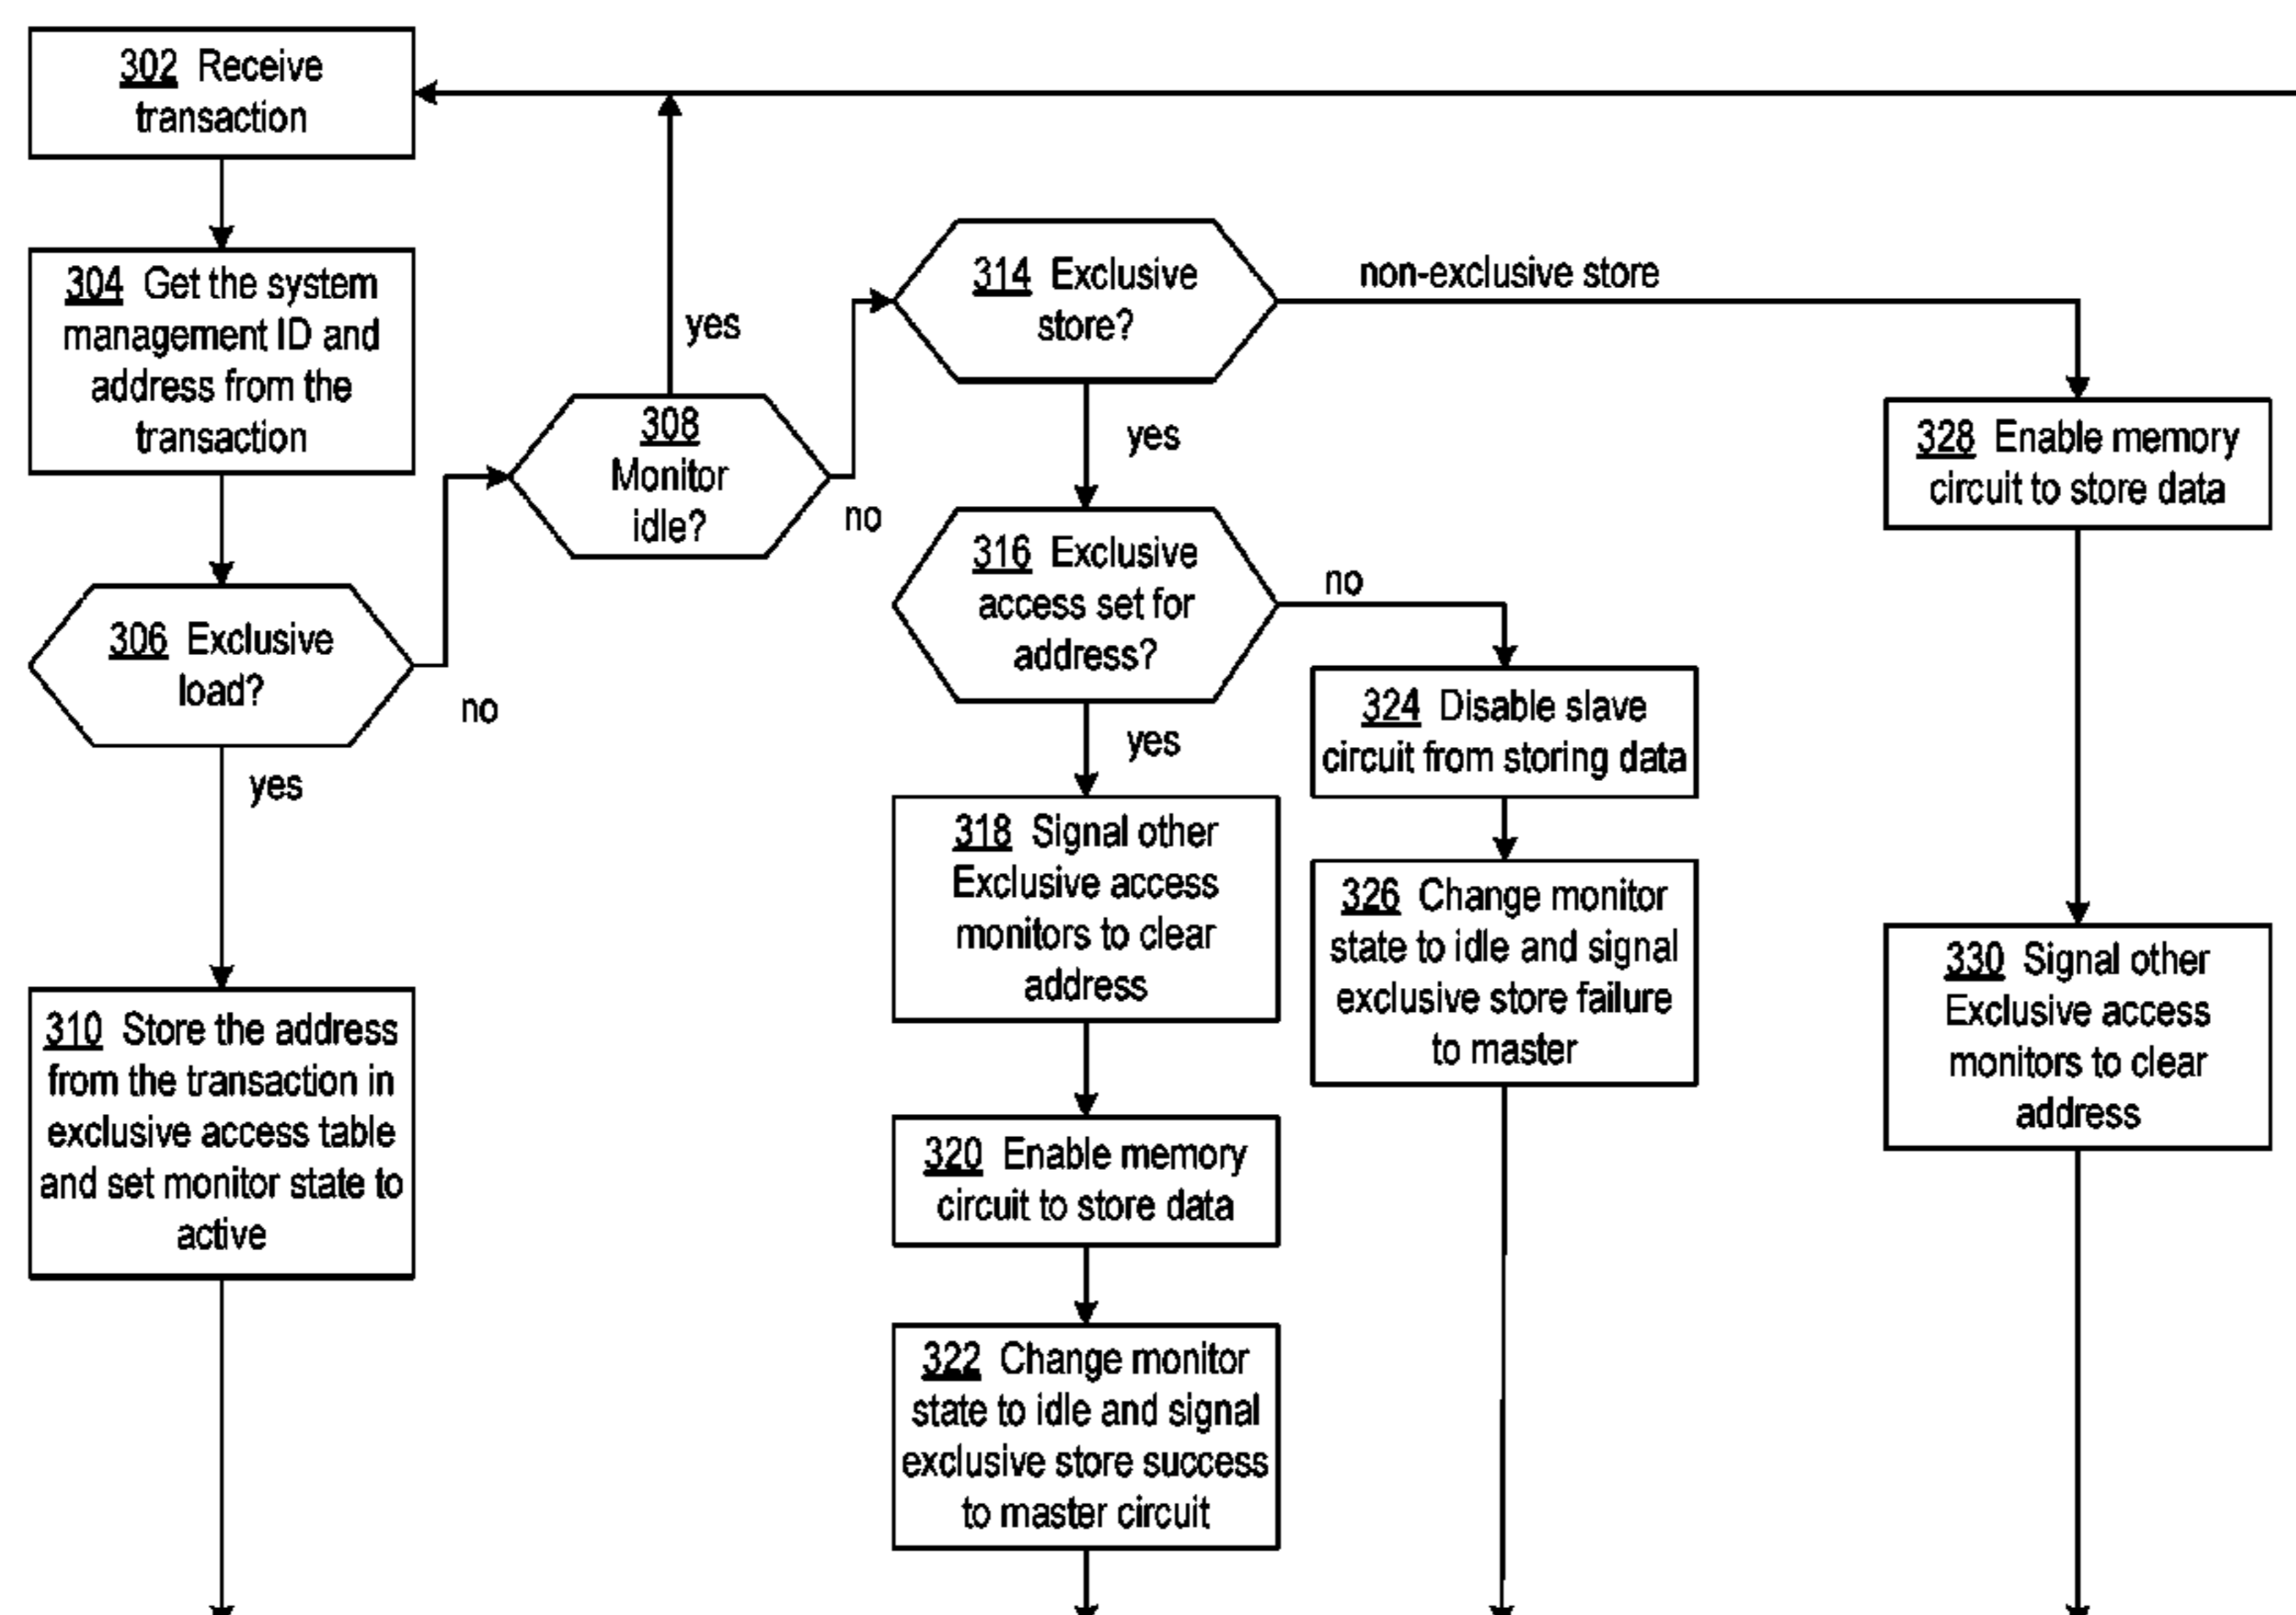 302 Receive
transaction
304 Get the system
management ID and
address from the
transaction
306 Exclusive
load?
no
yes
310 Store the address
from the transaction in
exclusive access table
and set monitor state to
active
308
Monitor
idle?
yes
no
314 Exclusive
store?
non-exclusive store
yes
316 Exclusive
access set for
address?
no
yes
318 Signal other
Exclusive access
monitors to clear
address
320 Enable memory
circuit to store data
322 Change monitor
state to idle and signal
exclusive store success
to master circuit
324 Disable slave
circuit from storing data
326 Change monitor
state to idle and signal
exclusive store failure
to master
328 Enable memory
circuit to store data
330 Signal other
Exclusive access
monitors to clear
address